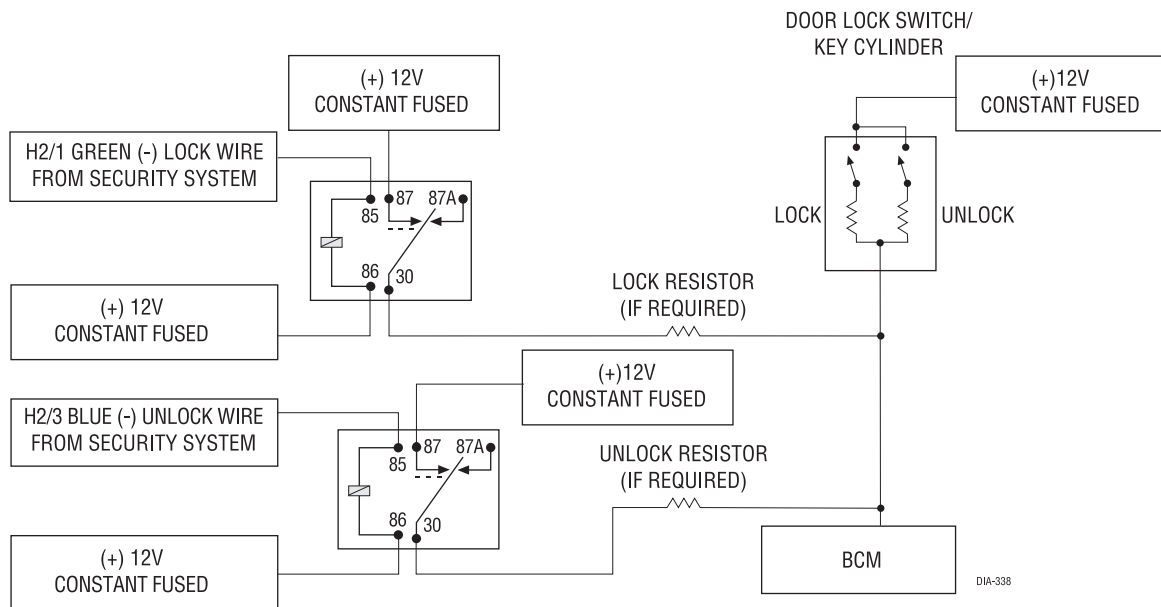 DOOR LOCK SWITCH/
KEY CYLINDER
(+) 12V
CONSTANT FUSED
(+)12V
CONSTANT FUSED
H2/1 GREEN (-) LOCK WIRE
FROM SECURITY SYSTEM
87
87A
85
86
30
LOCK
UNLOCK
(+) 12V
CONSTANT FUSED
LOCK RESISTOR
(IF REQUIRED)
(+)12V
CONSTANT FUSED
H2/3 BLUE (-) UNLOCK WIRE
FROM SECURITY SYSTEM
87
87A
85
86
30
UNLOCK RESISTOR
(IF REQUIRED)
(+) 12V
CONSTANT FUSED
BCM
DIA-338